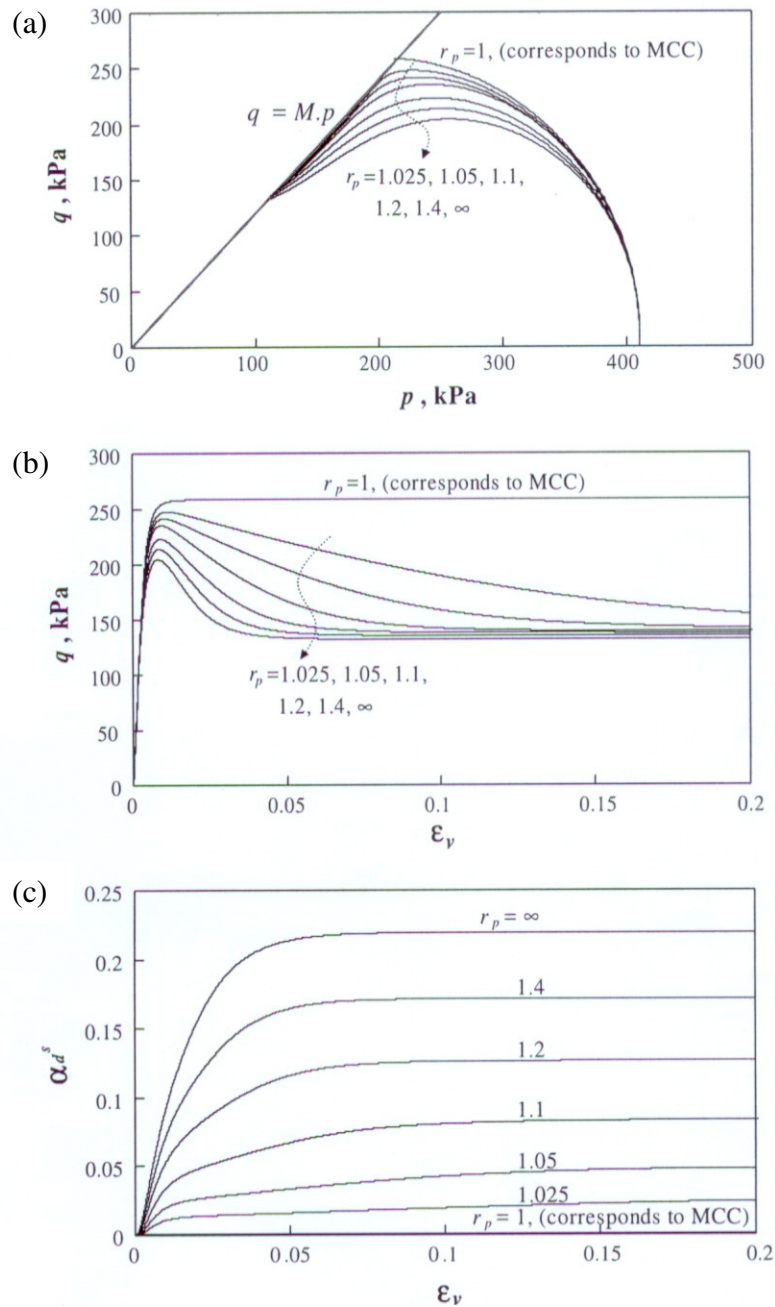 (a)
300
250
200
150
100
50
0
q , kPa
r_p=1, (corresponds to MCC)
q = M.p
r_p=1.025, 1.05, 1.1,
1.2, 1.4, ∞
0 100 200 300 400 500
p , kPa
(b)
300
250
200
150
100
50
0
q , kPa
r_p=1, (corresponds to MCC)
r_p=1.025, 1.05, 1.1,
1.2, 1.4, ∞
0 0.05 0.1 0.15 0.2
ε_v
(c)
0.25
0.2
0.15
0.1
0.05
0
α_d^s
r_p = ∞
1.4
1.2
1.1
1.05
1.025
r_p= 1, (corresponds to MCC)
0 0.05 0.1 0.15 0.2
ε_v